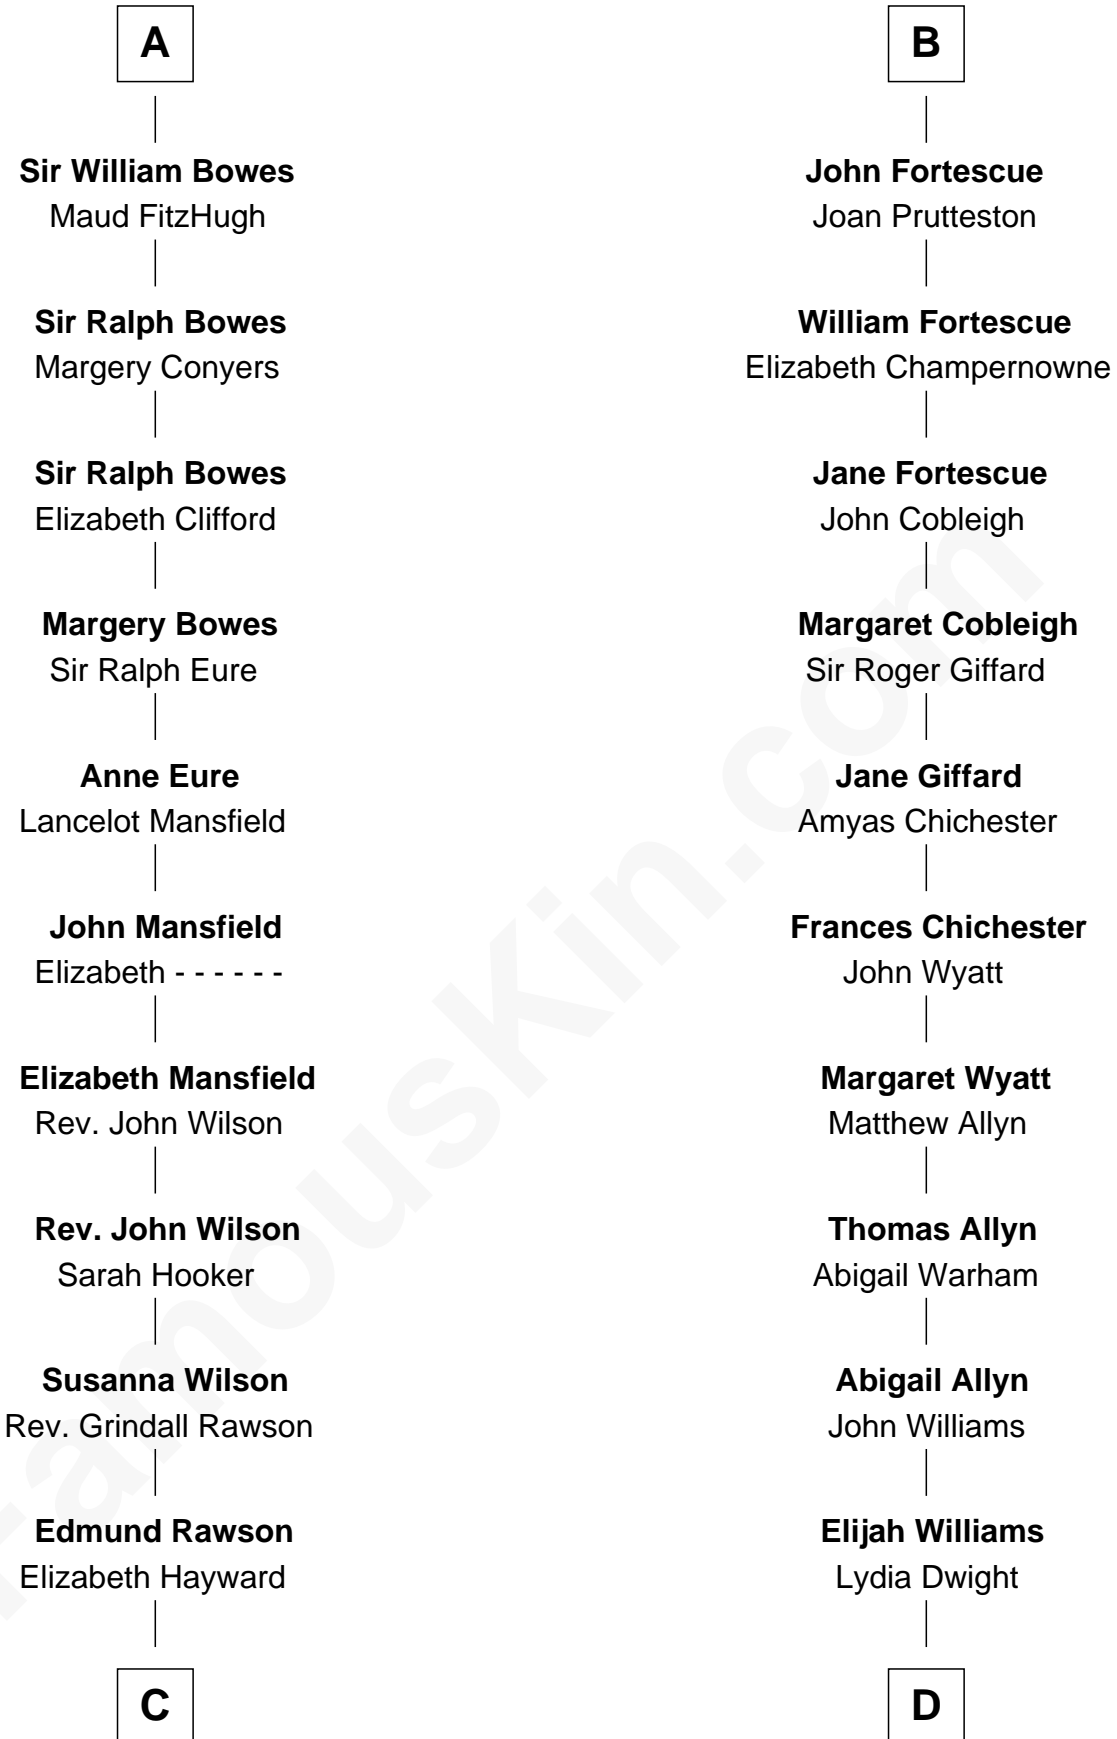 A
Sir William Bowes
Maud FitzHugh
Sir Ralph Bowes
Margery Conyers
Sir Ralph Bowes
Elizabeth Clifford
Margery Bowes
Sir Ralph Eure
Anne Eure
Lancelot Mansfield
John Mansfield
Elizabeth - - - - - -
Elizabeth Mansfield
Rev. John Wilson
Rev. John Wilson
Sarah Hooker
Susanna Wilson
Rev. Grindall Rawson
Edmund Rawson
Elizabeth Hayward
C
B
John Fortescue
Joan Prutteston
William Fortescue
Elizabeth Champernowne
Jane Fortescue
John Cobleigh
Margaret Cobleigh
Sir Roger Giffard
Jane Giffard
Amyas Chichester
Frances Chichester
John Wyatt
Margaret Wyatt
Matthew Allyn
Thomas Allyn
Abigail Warham
Abigail Allyn
John Williams
Elijah Williams
Lydia Dwight
D
FamousKin.com